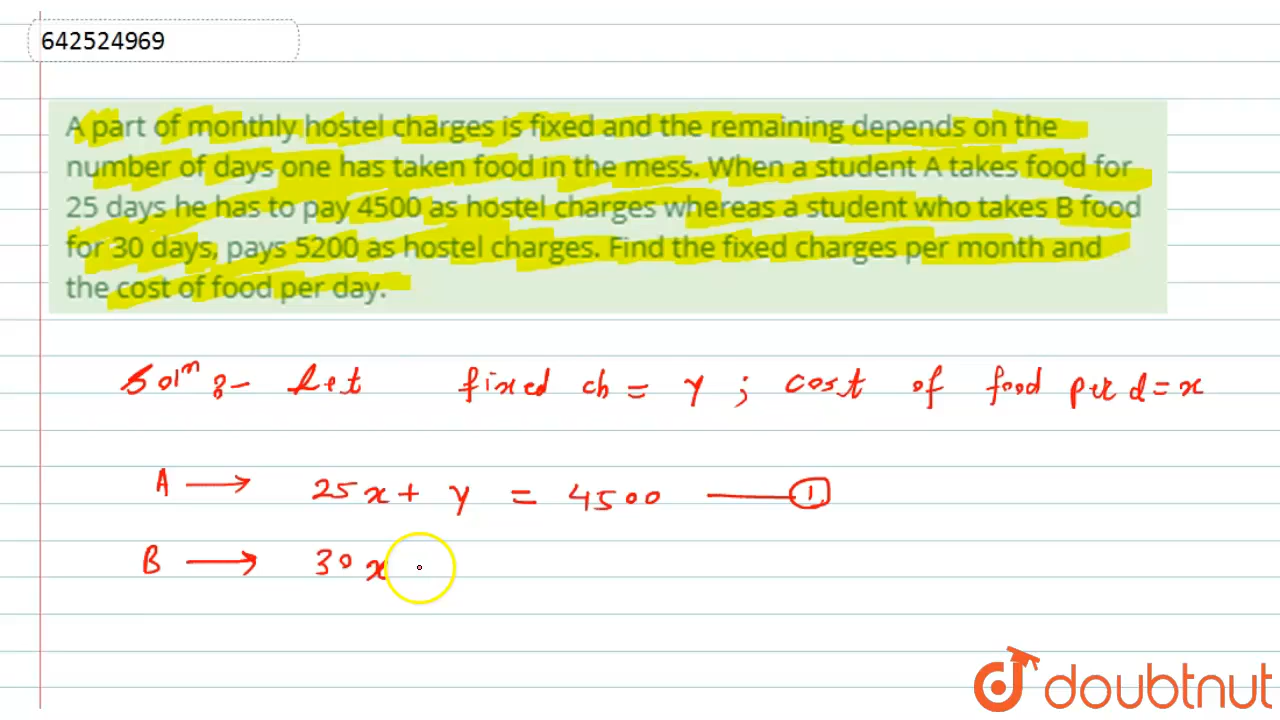 642524969
A part of monthly hostel charges is fixed and the remaining depends on the
number of days one has taken food in the mess. When a student A takes food for
25 days he has to pay 4500 as hostel charges whereas a student who takes B food
for 30 days, pays 5200 as hostel charges. Find the fixed charges per month and
the cost of food per day.
Solⁿ :- Let fixed ch = y ; cost of food per d = x
A → 25x + y = 4500 —— ①
B → 30x
doubtnut